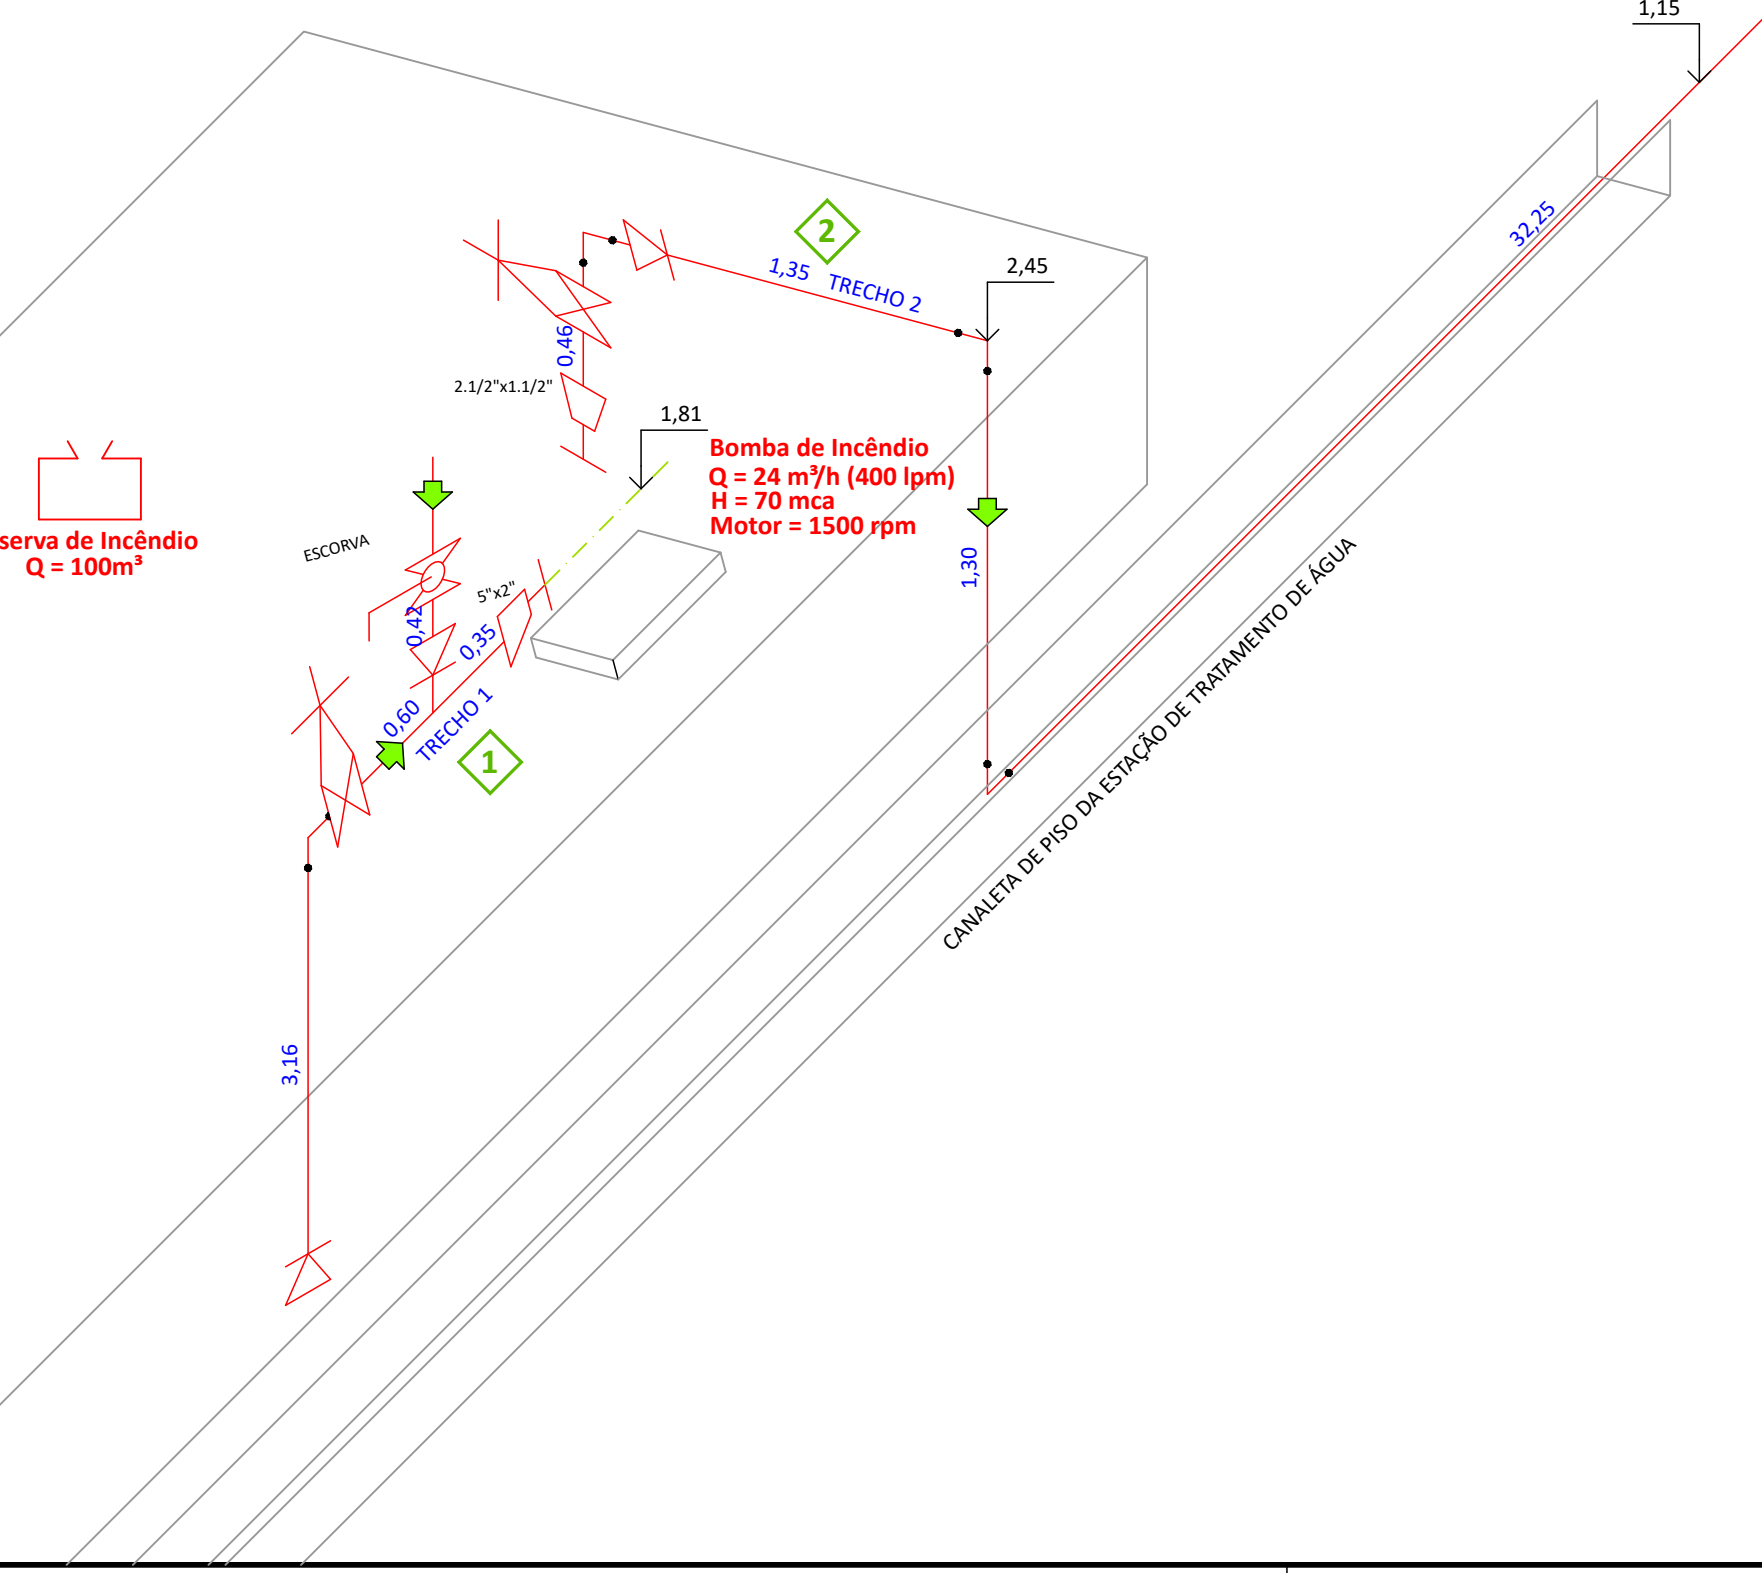 1,15
32,25
2
1,35 TRECHO 2
2,45
0,46
2.1/2"x1.1/2"
1,81
Bomba de Incêndio
Q = 24 m³/h (400 lpm)
H = 70 mca
Motor = 1500 rpm
serva de Incêndio
Q = 100m³
ESCORVA
5"x2"
0,42
0,35
0,60
TRECHO 1
1
1,30
CANALETA DE PISO DA ESTAÇÃO DE TRATAMENTO DE ÁGUA
3,16